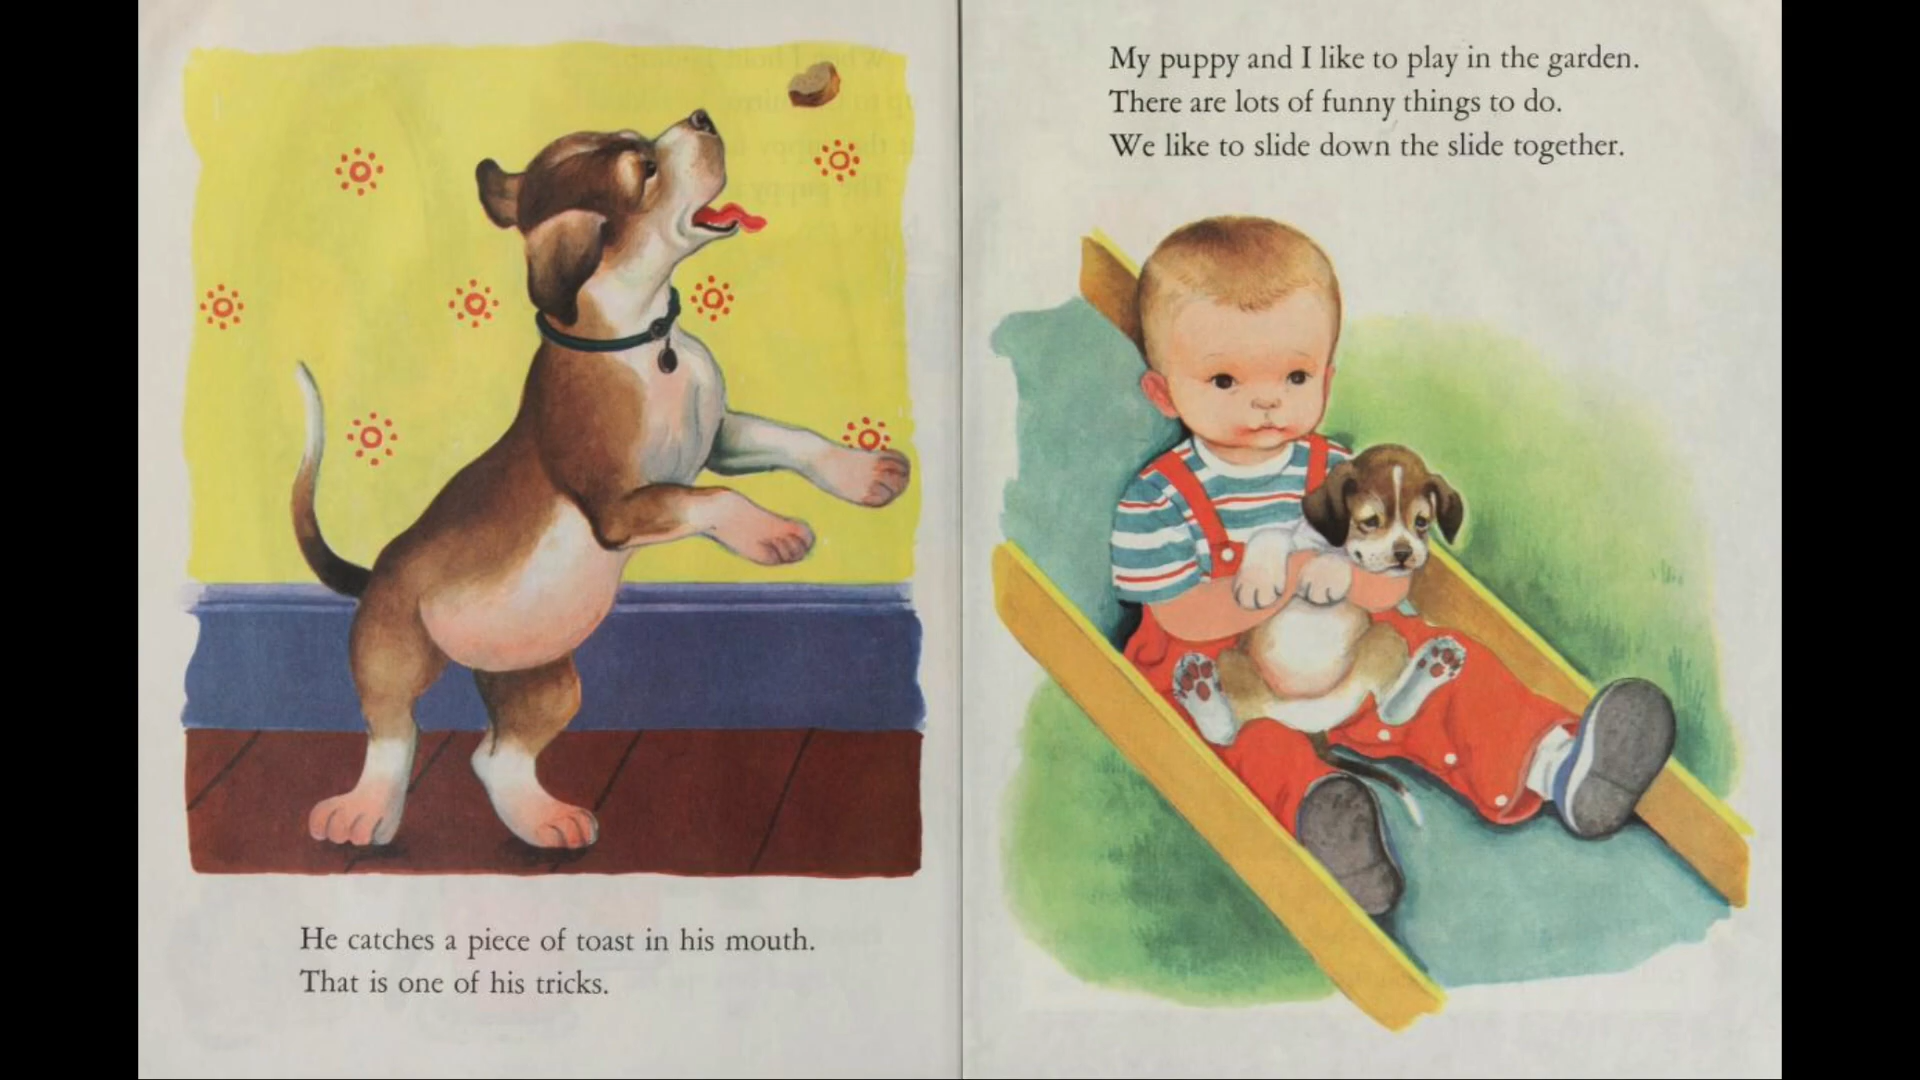 He catches a piece of toast in his mouth.
That is one of his tricks.
My puppy and I like to play in the garden.
There are lots of funny things to do.
We like to slide down the slide together.